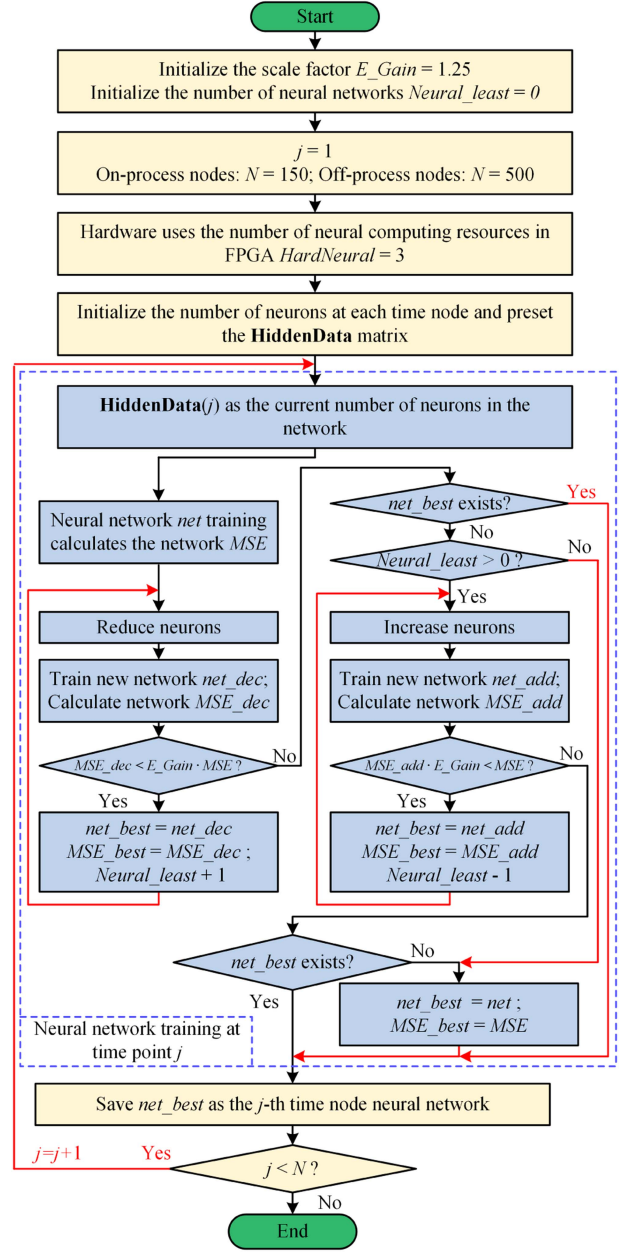 Start
Initialize the scale factor E_Gain = 1.25
Initialize the number of neural networks Neural_least = 0
j = 1
On-process nodes: N = 150; Off-process nodes: N = 500
Hardware uses the number of neural computing resources in
FPGA HardNeural = 3
Initialize the number of neurons at each time node and preset
the HiddenData matrix
HiddenData(j) as the current number of neurons in the
network
Neural network net training
calculates the network MSE
Reduce neurons
Train new network net_dec;
Calculate network MSE_dec
MSE_dec < E_Gain · MSE ?
No
Yes
net_best = net_dec
MSE_best = MSE_dec ;
Neural_least + 1
net_best exists?
Yes
No
Neural_least > 0 ?
No
Yes
Increase neurons
Train new network net_add;
Calculate network MSE_add
MSE_add · E_Gain < MSE ?
No
Yes
net_best = net_add
MSE_best = MSE_add
Neural_least - 1
net_best exists?
No
Yes
net_best = net ;
MSE_best = MSE
Neural network training at
time point j
Save net_best as the j-th time node neural network
j=j+1
Yes
j < N ?
No
End